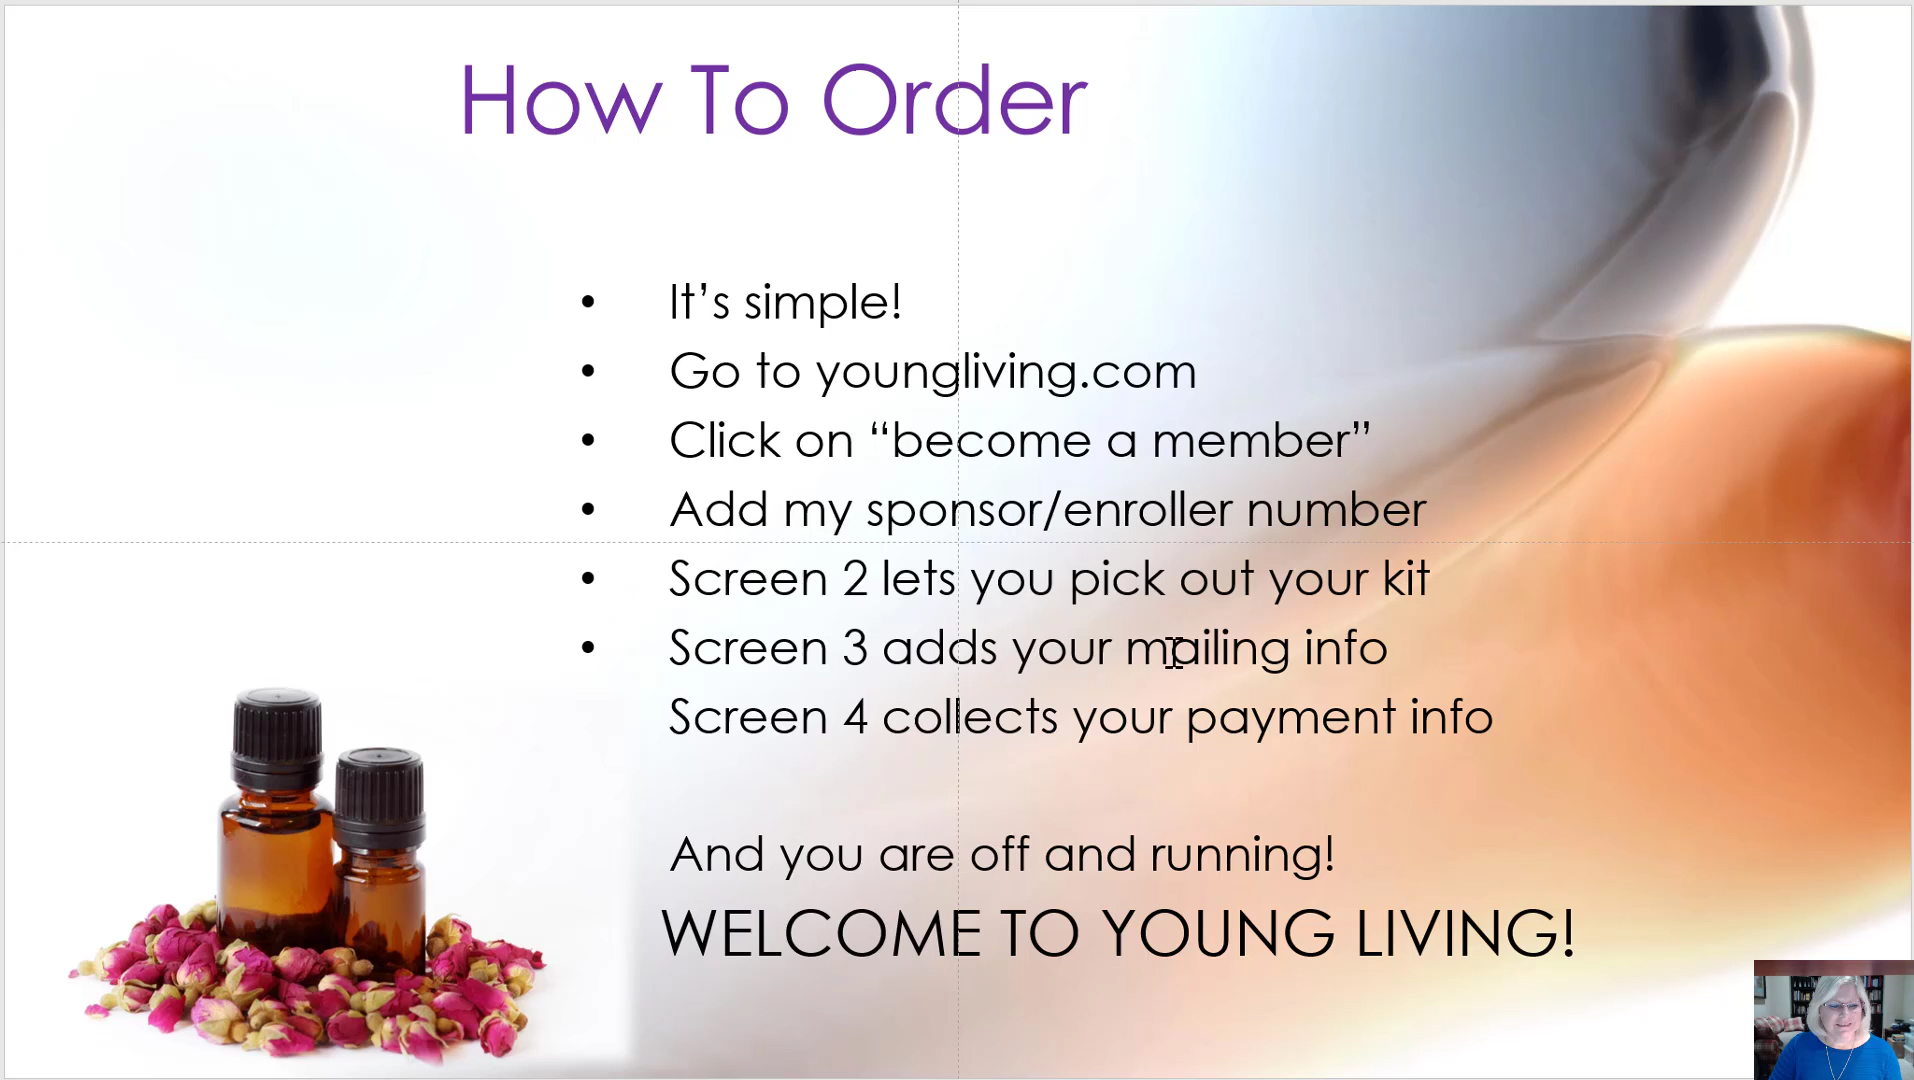 How To Order
• It’s simple!
• Go to youngliving.com
• Click on “become a member”
• Add my sponsor/enroller number
• Screen 2 lets you pick out your kit
• Screen 3 adds your mailing info
Screen 4 collects your payment info
And you are off and running!
WELCOME TO YOUNG LIVING!